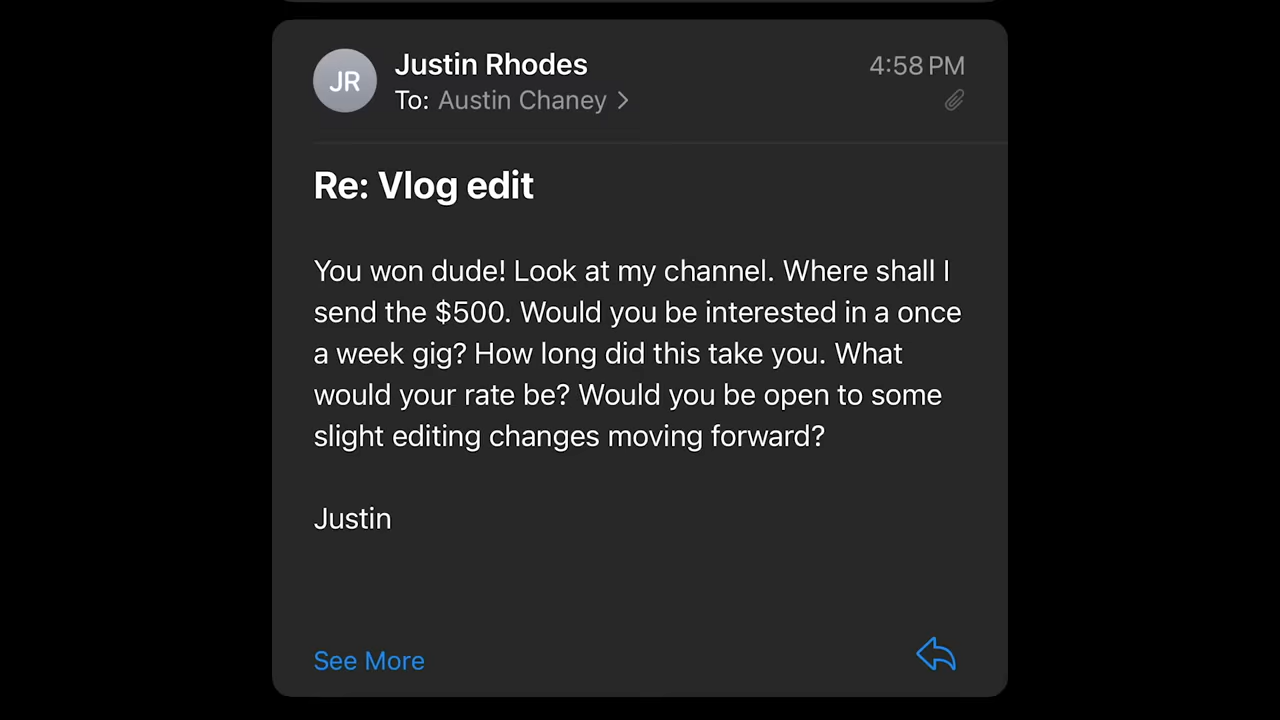 JR
Justin Rhodes
4:58 PM
To: Austin Chaney
Re: Vlog edit
You won dude! Look at my channel. Where shall I
send the $500. Would you be interested in a once
a week gig? How long did this take you. What
would your rate be? Would you be open to some
slight editing changes moving forward?
Justin
See More